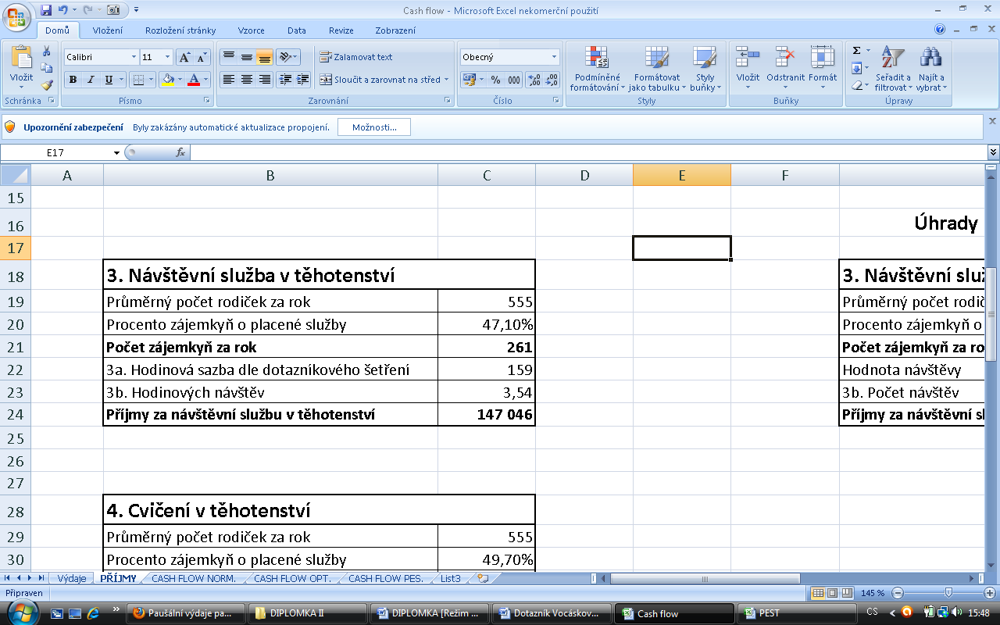 Cash flow - Microsoft Excel nekomerční použití
Domů Vložení Rozložení stránky Vzorce Data Revize Zobrazení
Vložit
Schránka
Calibri 11
B I U
Písmo
Zalamovat text
Sloučit a zarovnat na střed
Zarovnání
Obecný
% 000
Číslo
Podmíněné formátování
Formátovat jako tabulku
Styly buňky
Styly
Vložit Odstranit Formát
Buňky
Seřadit a filtrovat
Najít a vybrat
Úpravy
Upozornění zabezpečení Byly zakázány automatické aktualizace propojení. Možnosti...
E17 fx
A B C D E F
15
16 Úhrady
17
18 3. Návštěvní služba v těhotenství 3. Návštěvní služ
19 Průměrný počet rodiček za rok 555 Průměrný počet rodič
20 Procento zájemkyň o placené služby 47,10% Procento zájemkyň o
21 Počet zájemkyň za rok 261 Počet zájemkyň za ro
22 3a. Hodinová sazba dle dotazníkového šetření 159 Hodnota návštěvy
23 3b. Hodinových návštěv 3,54 3b. Počet návštěv
24 Příjmy za návštěvní službu v těhotenství 147 046 Příjmy za návštěvní sl
25
26
27
28 4. Cvičení v těhotenství
29 Průměrný počet rodiček za rok 555
30 Procento zájemkyň o placené služby 49,70%
Výdaje PŘÍJMY CASH FLOW NORM. CASH FLOW OPT. CASH FLOW PES. List3
Připraven 145 %
Paušální výdaje pa... DIPLOMKA II DIPLOMKA [Režim ... Dotazník Vocáskov... Cash flow PEST CS 15:48